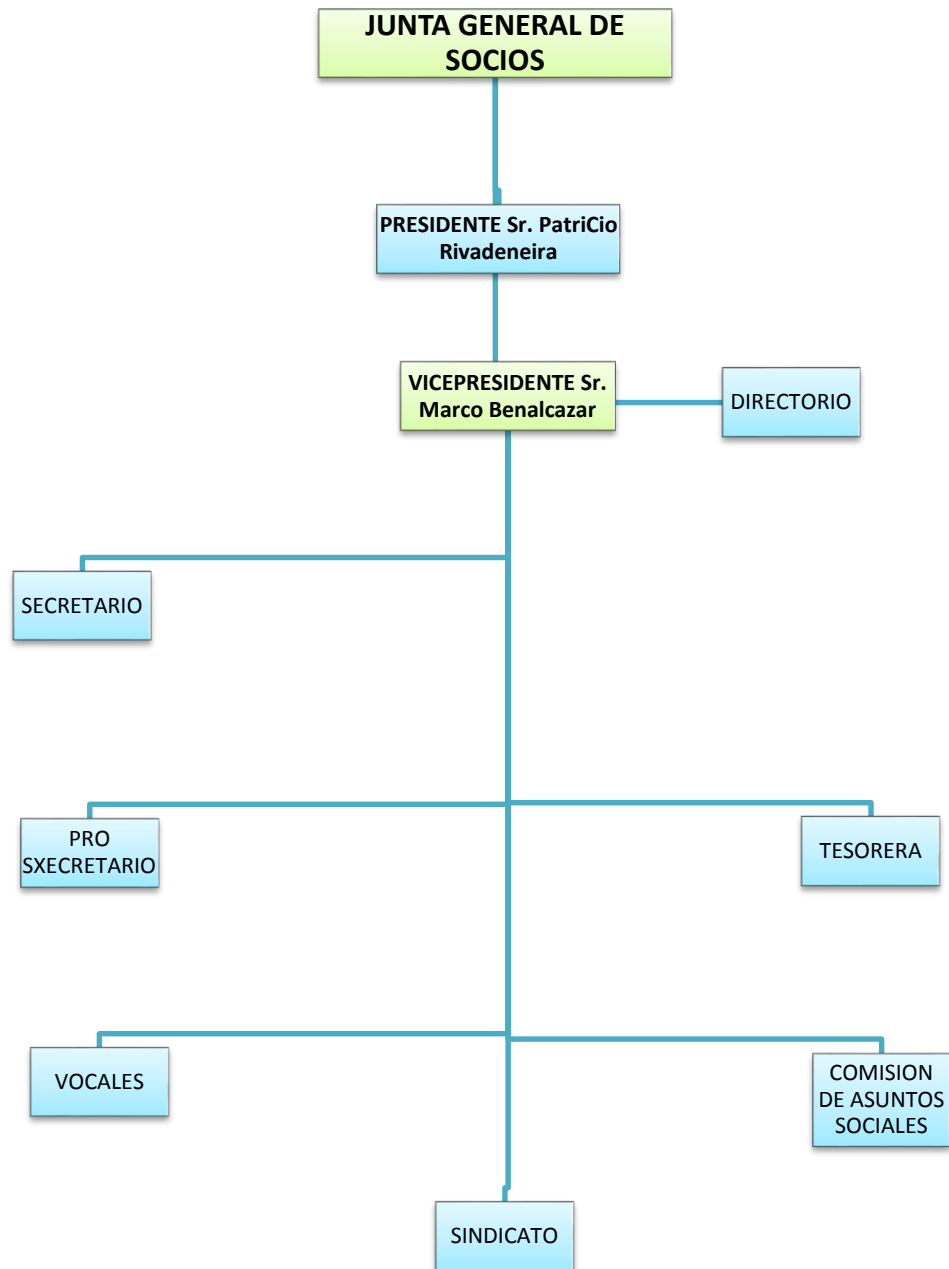 JUNTA GENERAL DE
SOCIOS
PRESIDENTE Sr. PatriCio
Rivadeneira
VICEPRESIDENTE Sr.
Marco Benalcazar
DIRECTORIO
SECRETARIO
PRO
SXECRETARIO
TESORERA
VOCALES
COMISION
DE ASUNTOS
SOCIALES
SINDICATO